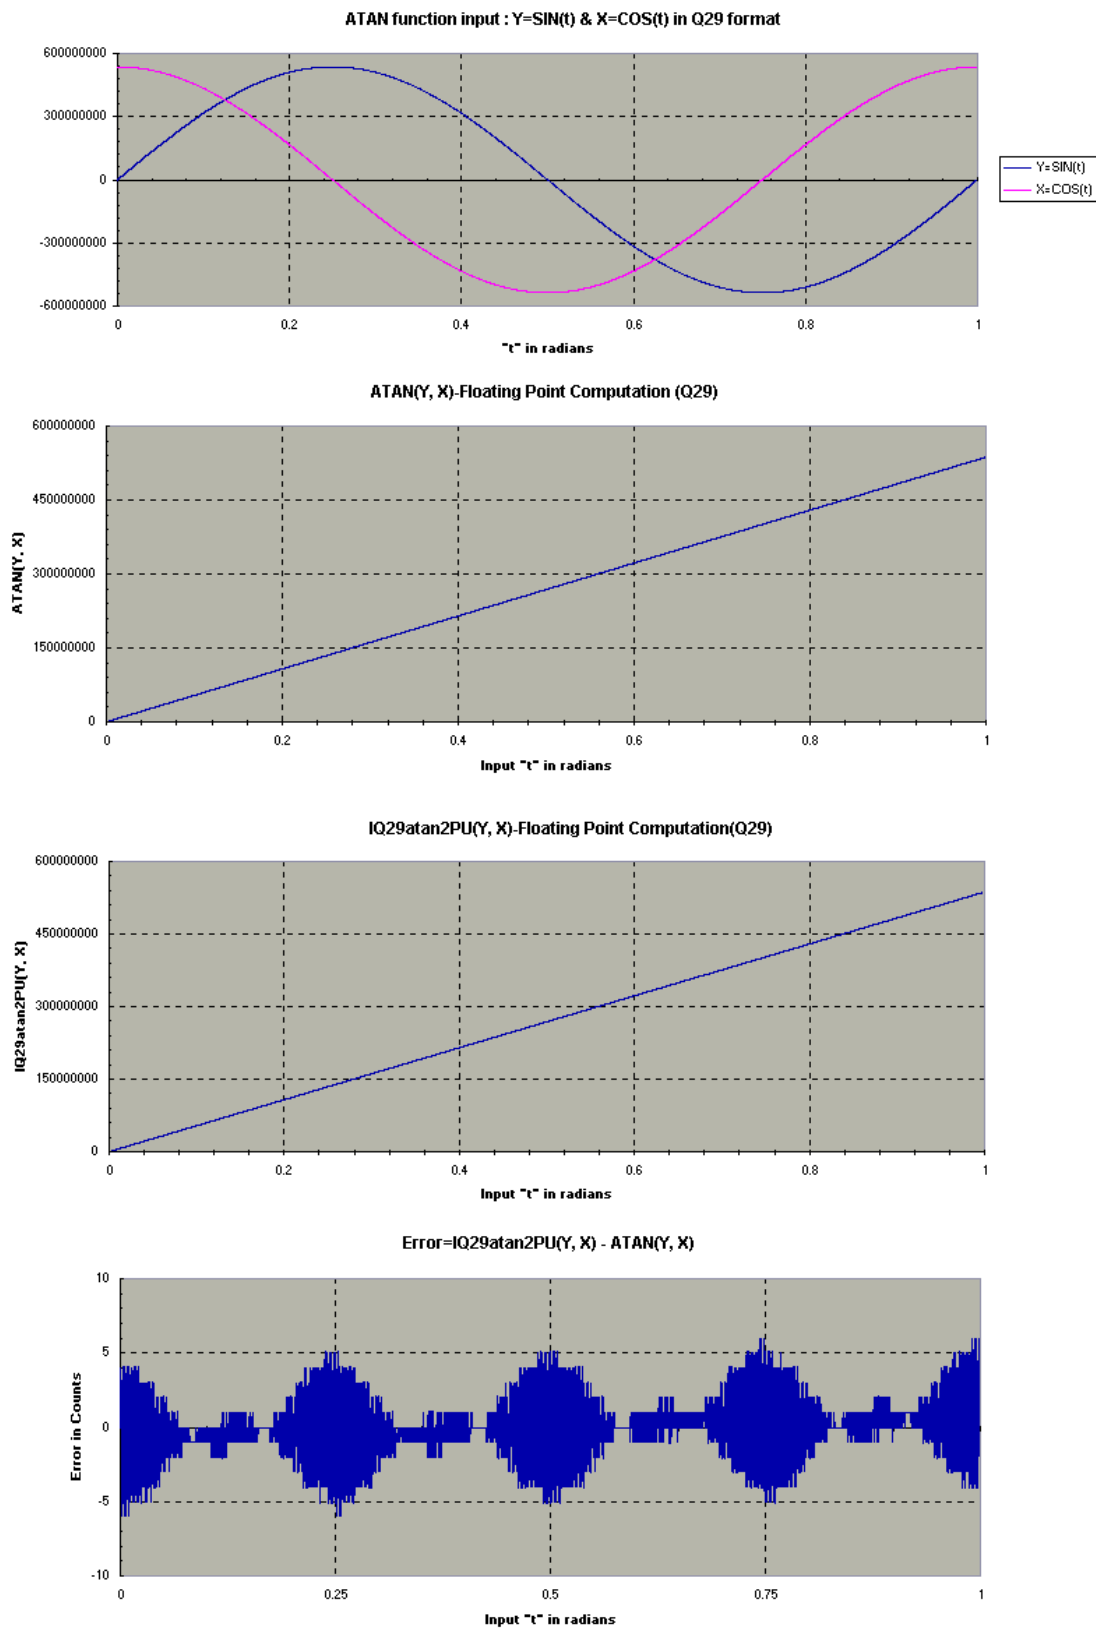 ATAN function input : Y=SIN(t) & X=COS(t) in Q29 format
600000000
300000000
0
-300000000
-600000000
0 0.2 0.4 0.6 0.8 1
"t" in radians
Y=SIN(t)
X=COS(t)
ATAN(Y, X)-Floating Point Computation (Q29)
ATAN(Y, X)
600000000
450000000
300000000
150000000
0
0 0.2 0.4 0.6 0.8 1
Input "t" in radians
IQ29atan2PU(Y, X)-Floating Point Computation(Q29)
IQ29atan2PU(Y, X)
600000000
450000000
300000000
150000000
0
0 0.2 0.4 0.6 0.8 1
Input "t" in radians
Error=IQ29atan2PU(Y, X) - ATAN(Y, X)
Error in Counts
10
5
0
-5
-10
0 0.25 0.5 0.75 1
Input "t" in radians